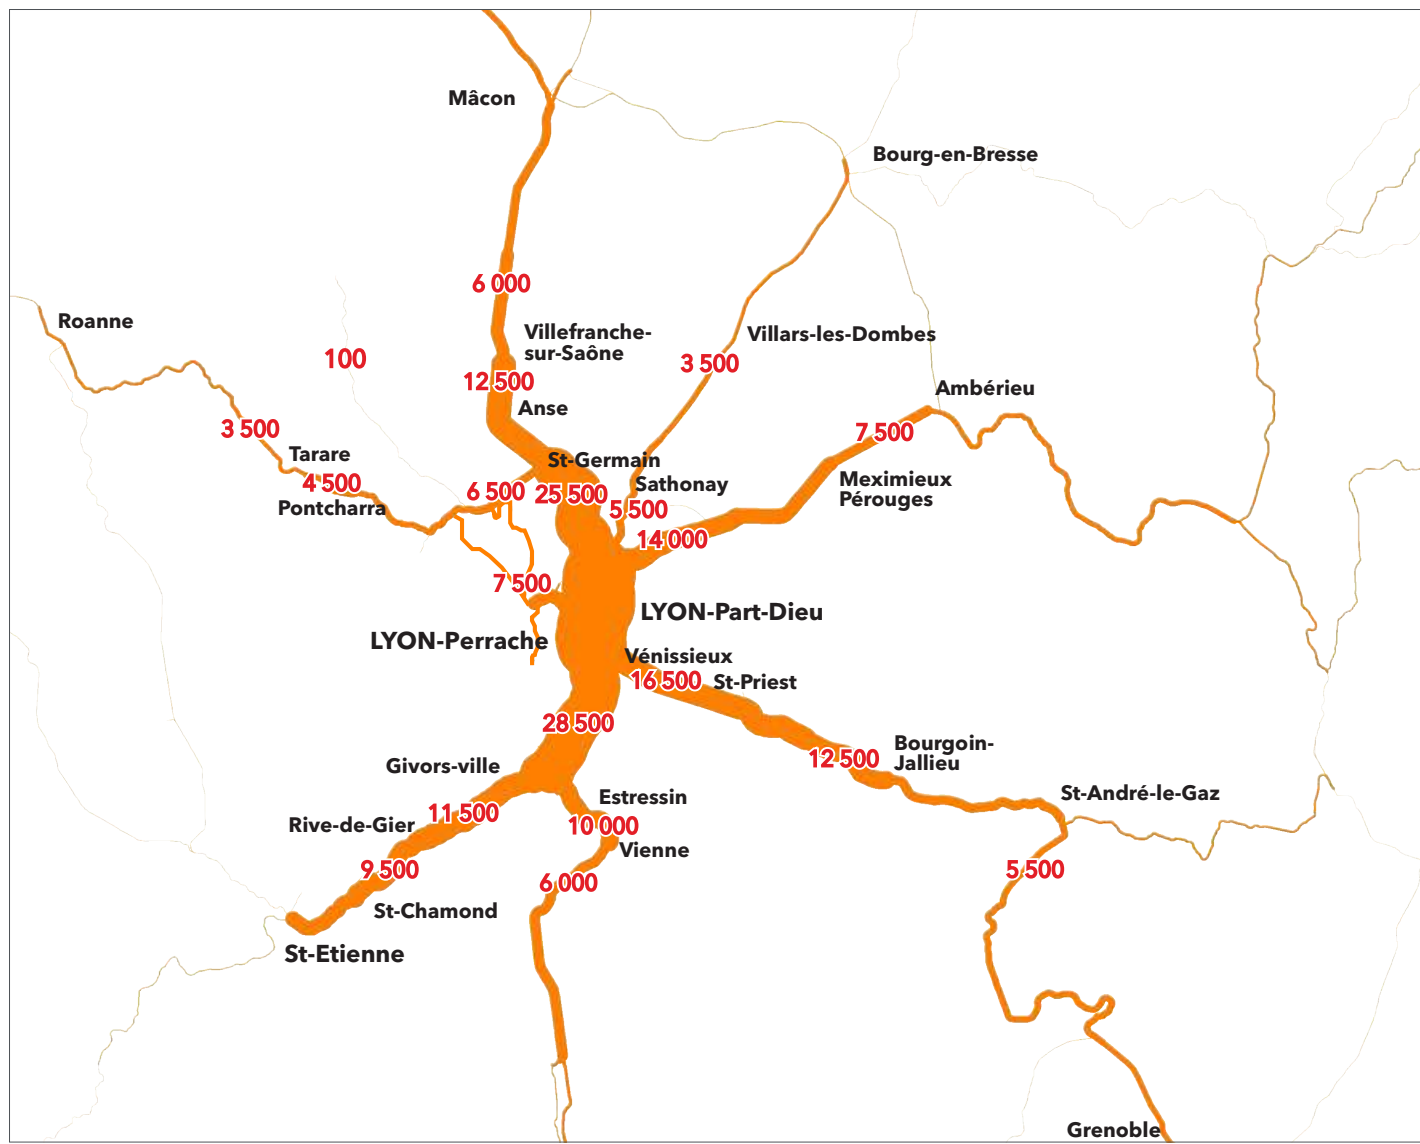 Mâcon
Bourg-en-Bresse
6 000
Roanne
Villefranche-
sur-Saône
Villars-les-Dombes
100
3 500
12 500
Ambérieu
Anse
3 500
7 500
Tarare
St-Germain
4 500
6 500
25 500
Sathonay
Meximieux
Pérouges
Pontcharra
5 500
14 000
7 500
LYON-Part-Dieu
LYON-Perrache
Vénissieux
16 500
St-Priest
28 500
Bourgoin-
Jallieu
12 500
Givors-ville
Estressin
St-André-le-Gaz
11 500
Rive-de-Gier
10 000
Vienne
9 500
6 000
5 500
St-Chamond
St-Etienne
Grenoble